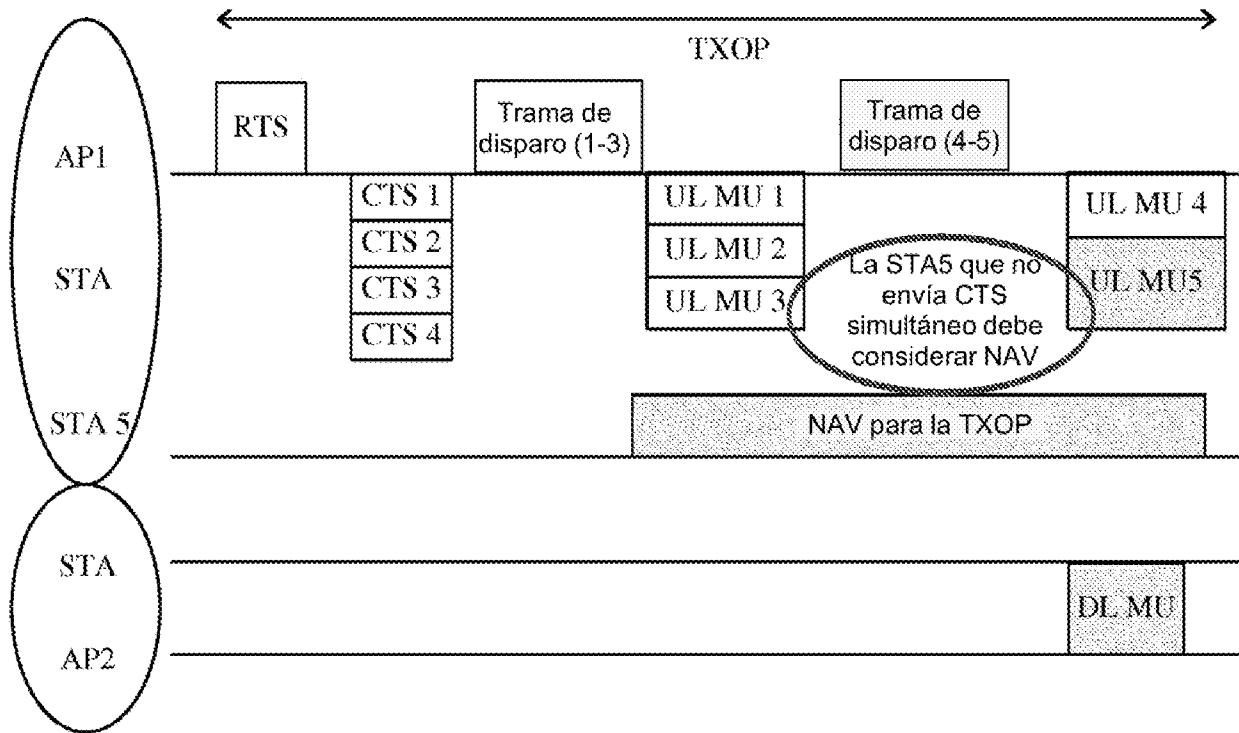 TXOP
RTS
Trama de
disparo (1-3)
Trama de
disparo (4-5)
AP1
CTS 1
CTS 2
CTS 3
CTS 4
UL MU 1
UL MU 2
UL MU 3
UL MU 4
UL MU5
STA
La STA5 que no
envía CTS
simultáneo debe
considerar NAV
STA 5
NAV para la TXOP
STA
DL MU
AP2